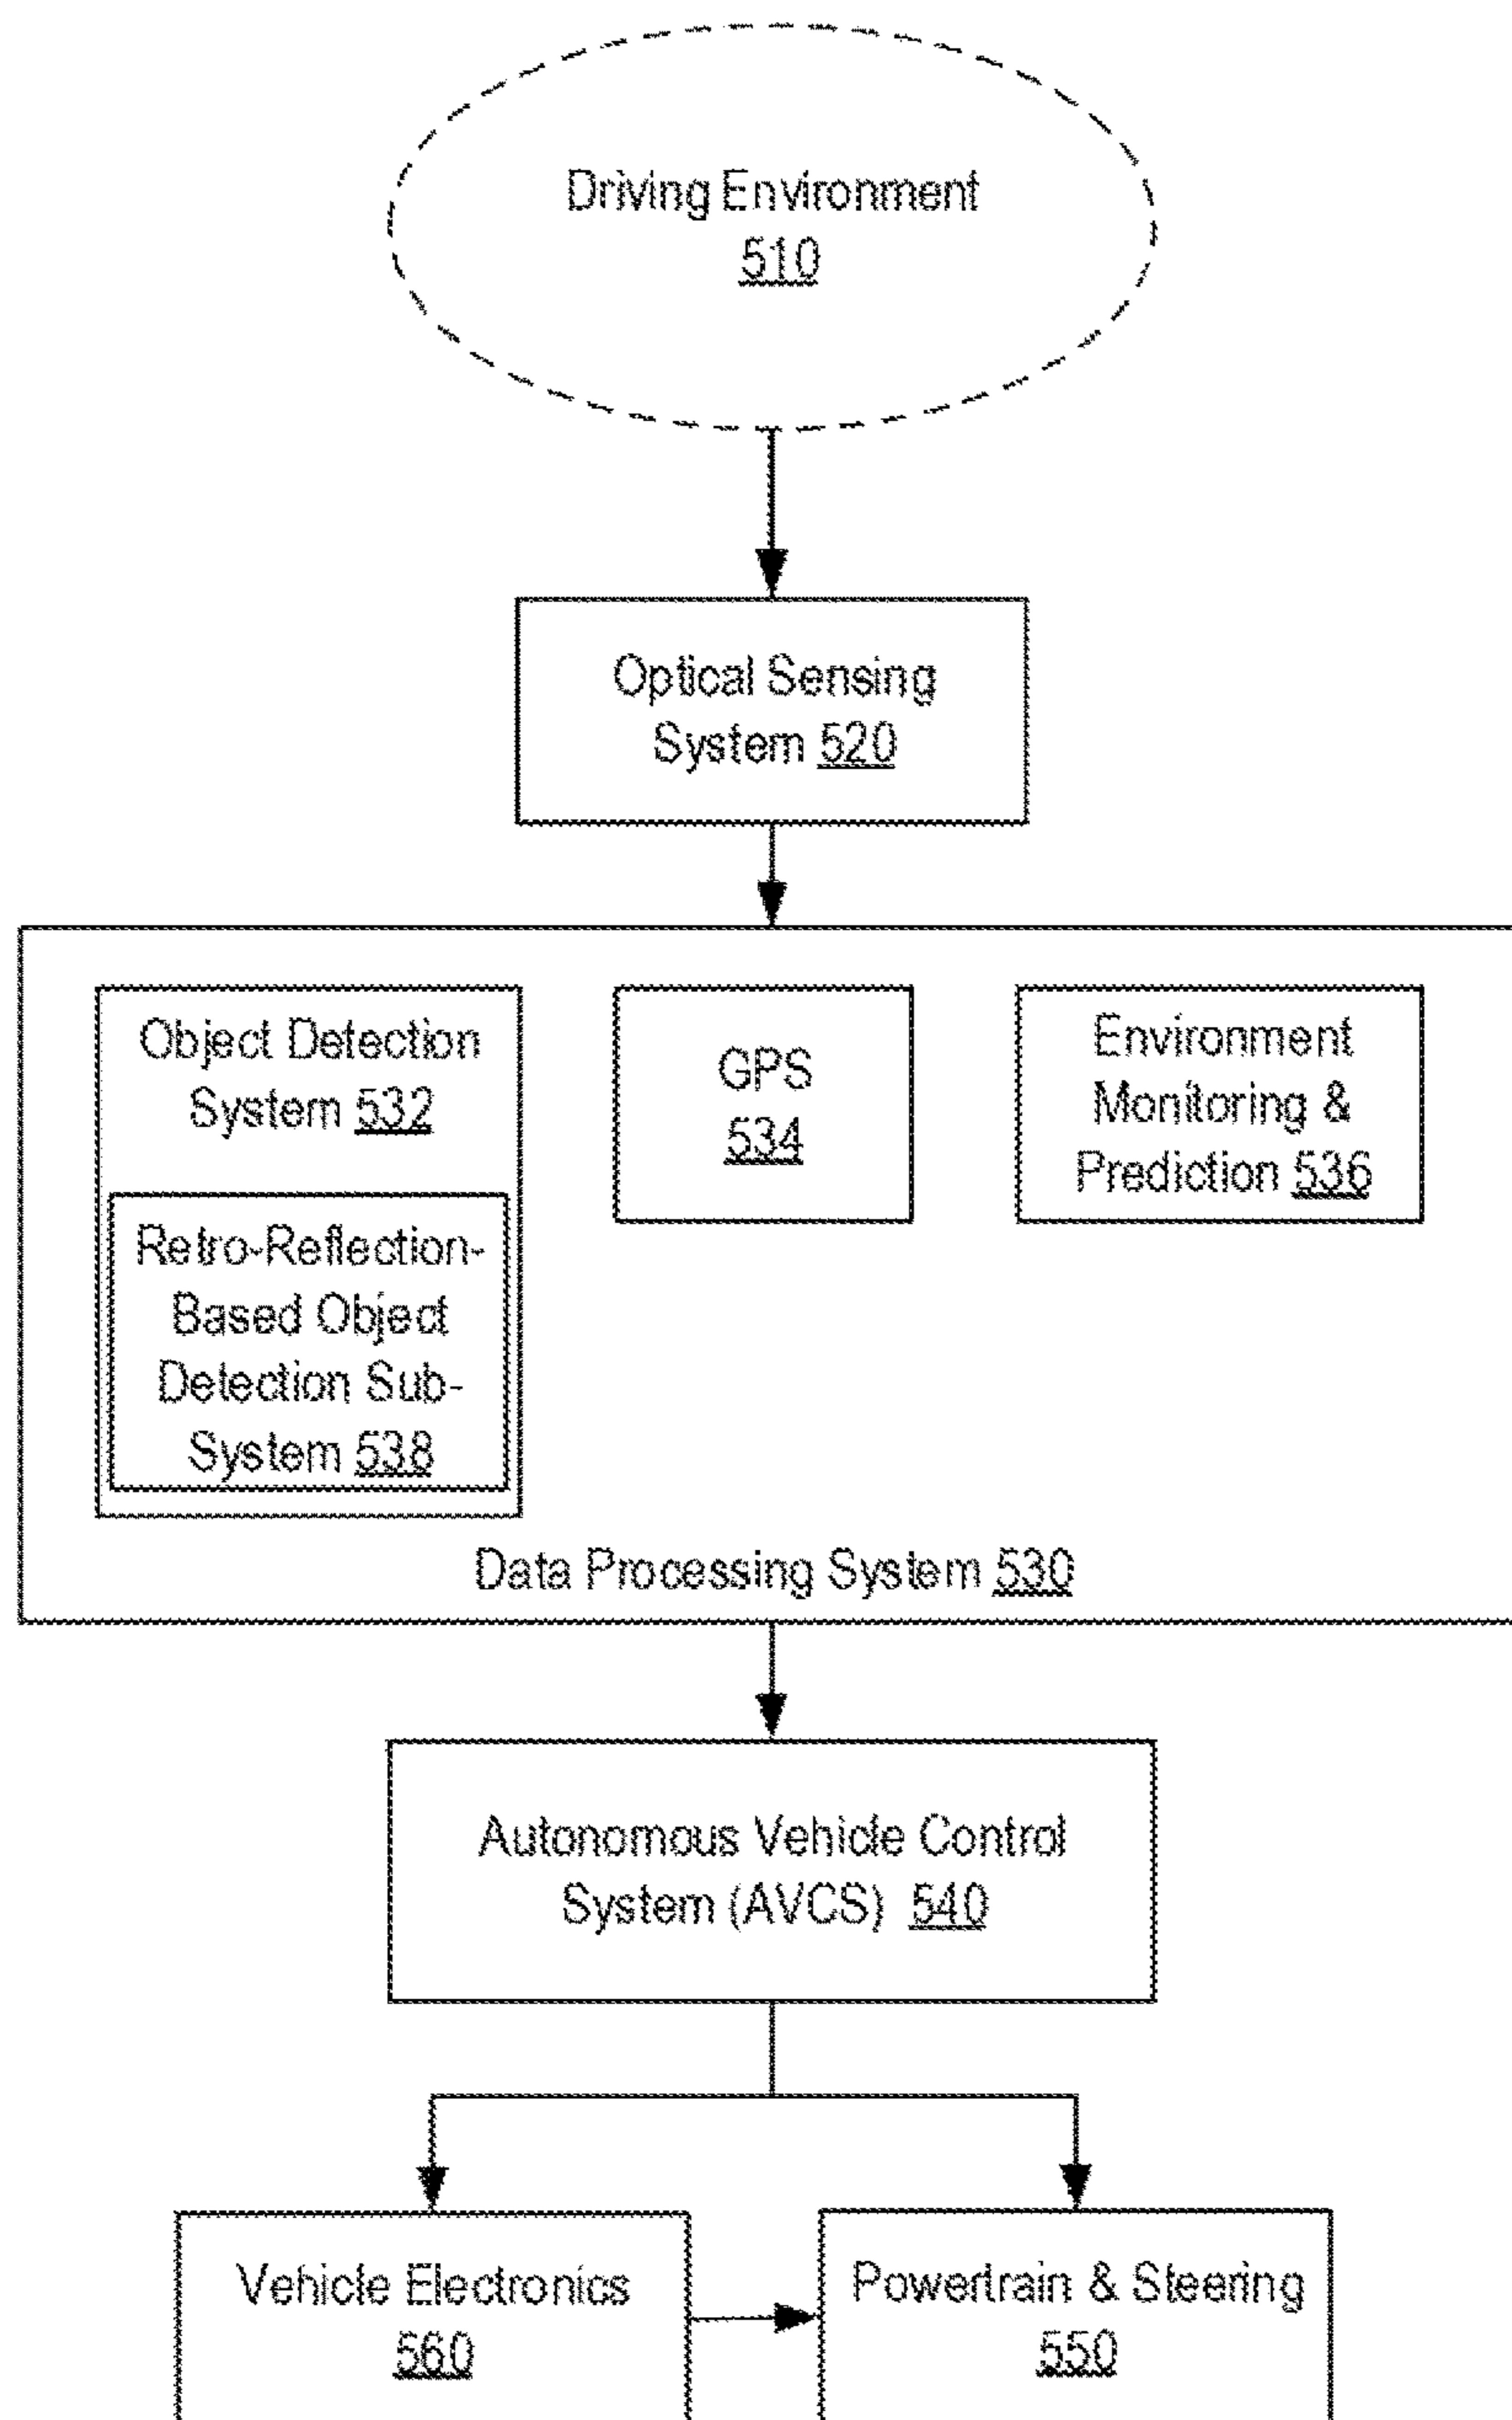 Driving Environment
510
Optical Sensing
System 520
Object Detection
System 532
Retro-Reflection-
Based Object
Detection Sub-
System 538
GPS
534
Environment
Monitoring &
Prediction 536
Data Processing System 530
Autonomous Vehicle Control
System (AVCS) 540
Vehicle Electronics
560
Powertrain & Steering
550